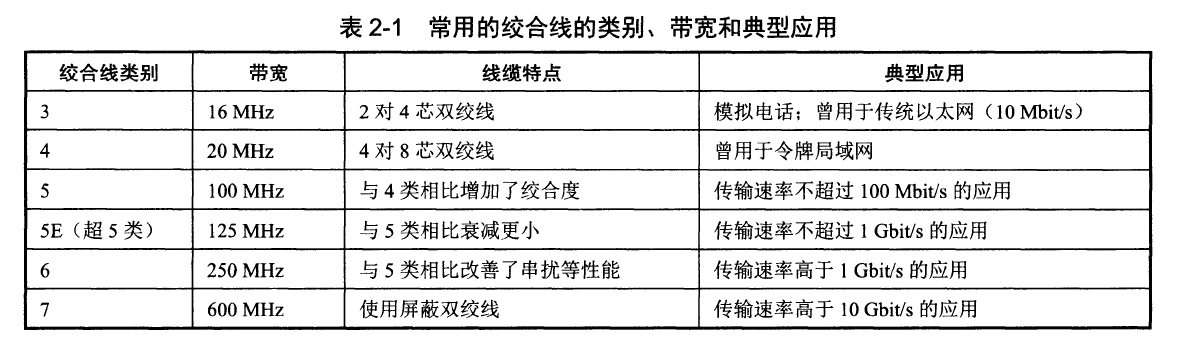 表 2-1 常用的绞合线的类别、带宽和典型应用
绞合线类别 带宽 线缆特点 典型应用
3 16 MHz 2 对 4 芯双绞线 模拟电话；曾用于传统以太网（10 Mbit/s）
4 20 MHz 4 对 8 芯双绞线 曾用于令牌局域网
5 100 MHz 与 4 类相比增加了绞合度 传输速率不超过 100 Mbit/s 的应用
5E（超 5 类） 125 MHz 与 5 类相比衰减更小 传输速率不超过 1 Gbit/s 的应用
6 250 MHz 与 5 类相比改善了串扰等性能 传输速率高于 1 Gbit/s 的应用
7 600 MHz 使用屏蔽双绞线 传输速率高于 10 Gbit/s 的应用